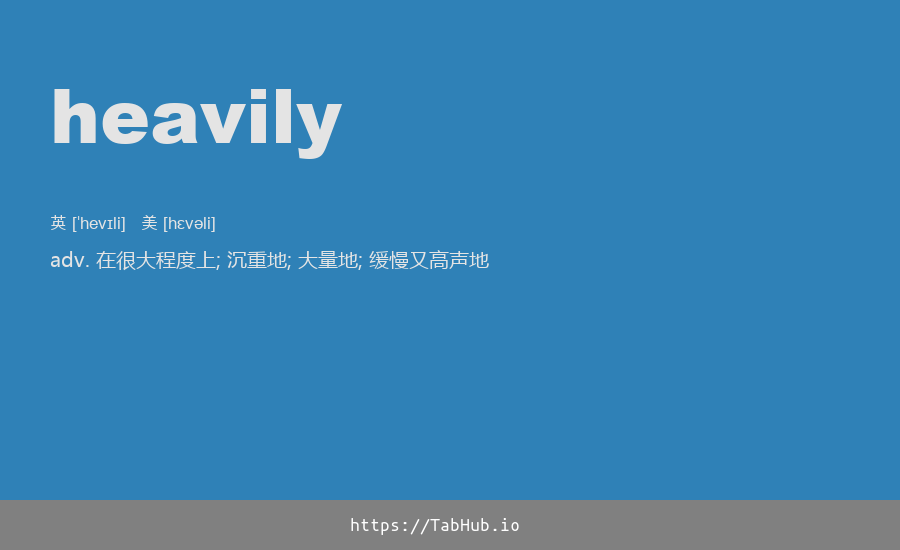 heavily
英 [ˈhevɪli] 美 [hɛvəli]
adv. 在很大程度上; 沉重地; 大量地; 缓慢又高声地
https://TabHub.io